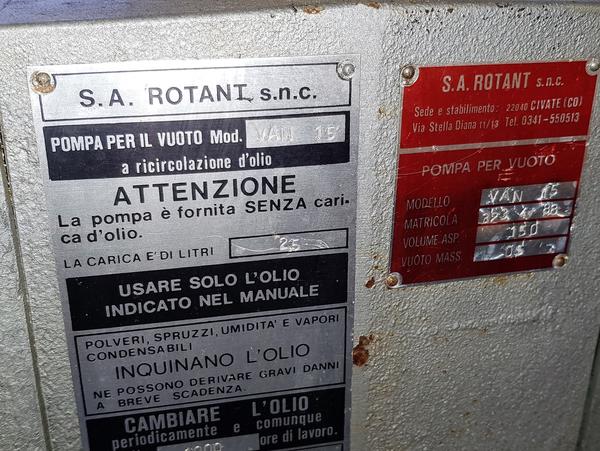 S.A. ROTANT s.n.c.
POMPA PER IL VUOTO Mod. VAN 15
a ricircolazione d'olio
ATTENZIONE
La pompa è fornita SENZA cari-
ca d'olio.
LA CARICA E' DI LITRI 25
USARE SOLO L'OLIO
INDICATO NEL MANUALE
POLVERI, SPRUZZI, UMIDITA' E VAPORI
CONDENSABILI
INQUINANO L'OLIO
NE POSSONO DERIVARE GRAVI DANNI
A BREVE SCADENZA.
CAMBIARE L'OLIO
periodicamente e comunque
ore di lavoro.
S.A. ROTANT s.n.c.
Sede e stabilimento: 22040 CIVATE (CO)
Via Stella Diana 11/13 Tel. 0341-550513
POMPA PER VUOTO
MODELLO VAN 15
MATRICOLA
VOLUME ASP. 150
VUOTO MASS. 05